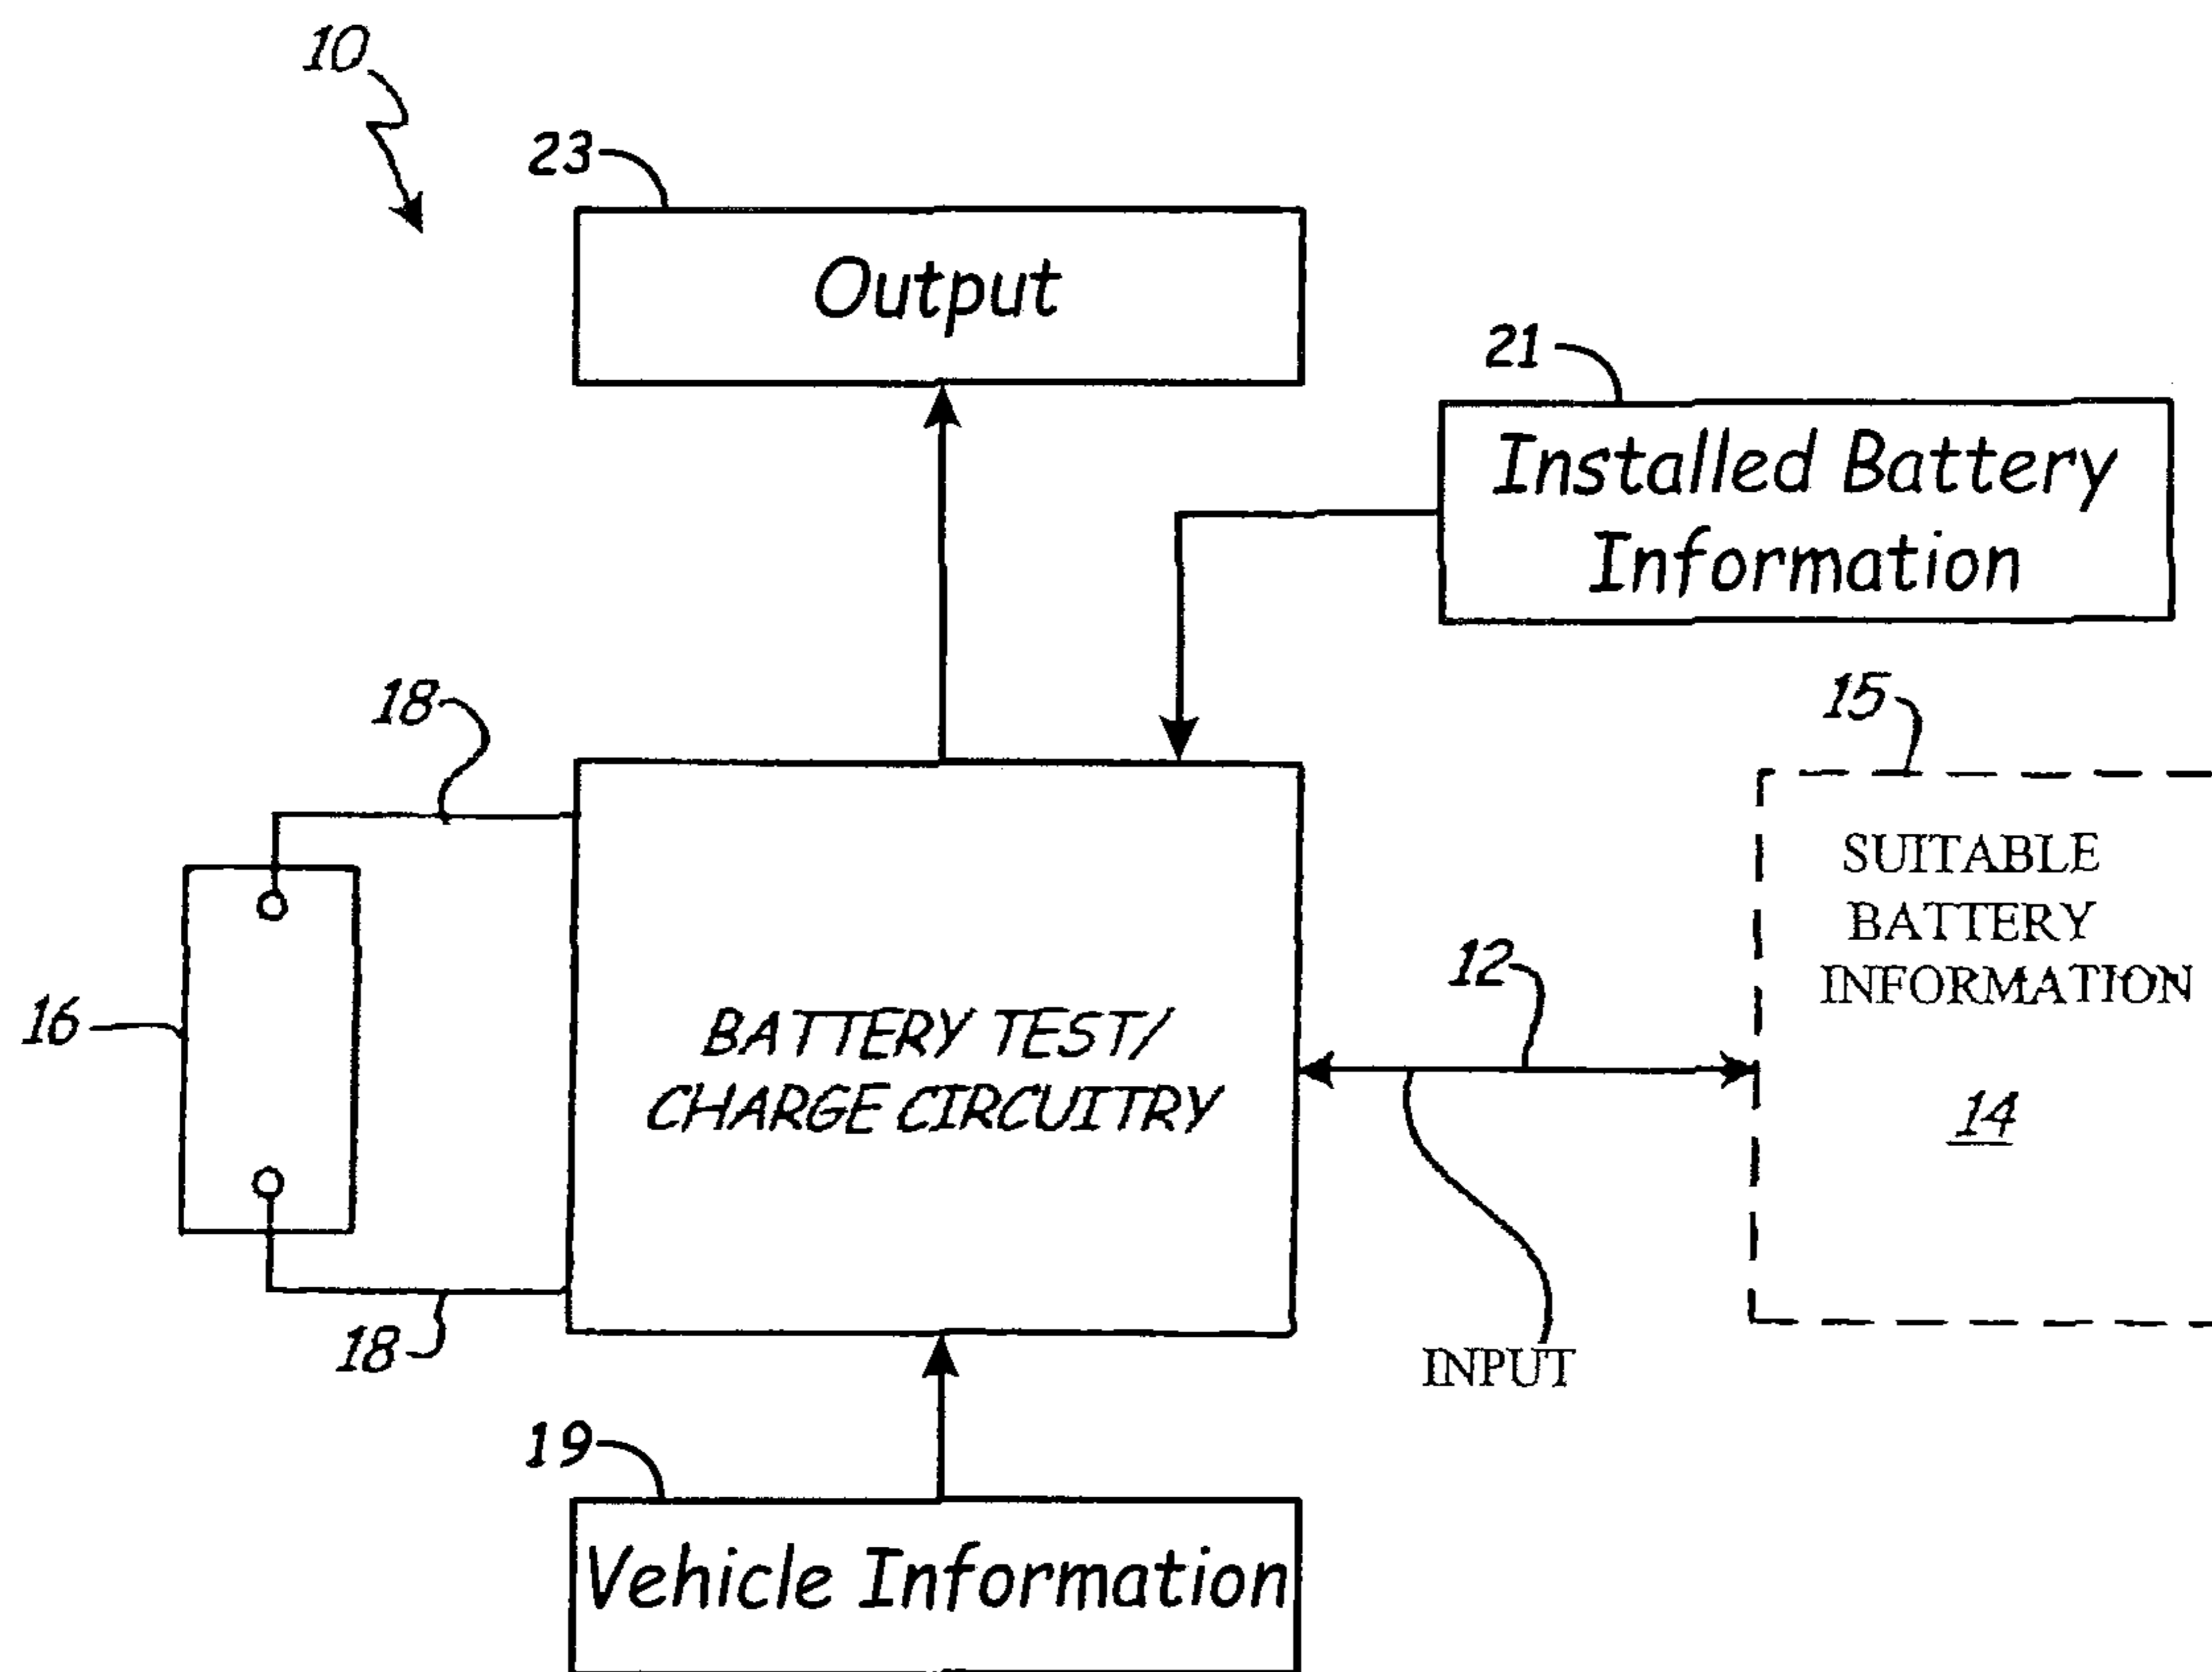 10
23
Output
21
Installed Battery
Information
18
15
SUITABLE
BATTERY
INFORMATION
12
16
BATTERY TEST/
CHARGE CIRCUITRY
14
18
INPUT
19
Vehicle Information